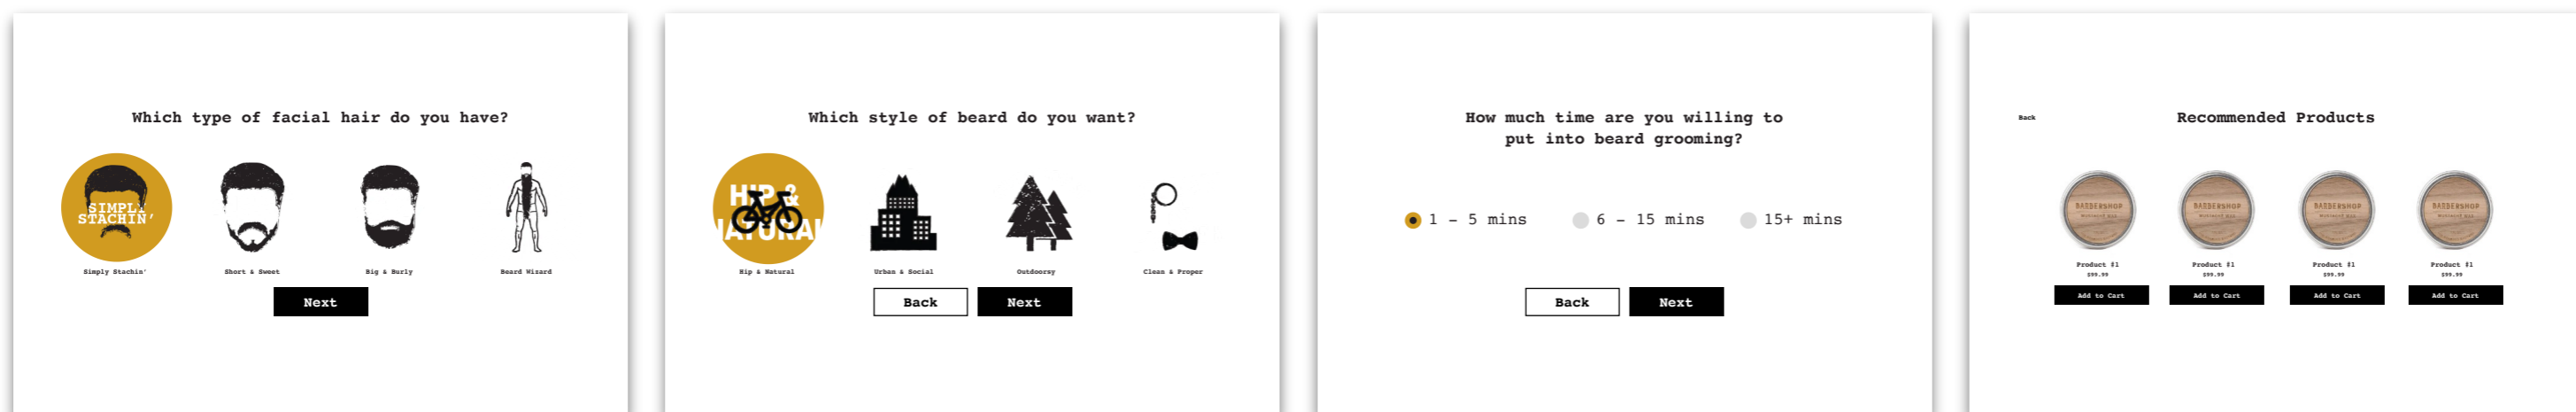 Which type of facial hair do you have?
SIMPLY
STACHIN'
Simply Stachin'
Short & Sweet
Big & Burly
Beard Wizard
Next
Which style of beard do you want?
HIP &
NATURAL
Hip & Natural
Urban & Social
Outdoorsy
Clean & Proper
Back
Next
How much time are you willing to
put into beard grooming?
1 - 5 mins
6 - 15 mins
15+ mins
Back
Next
Back
Recommended Products
BARBERSHOP
BARBERSHOP
BARBERSHOP
BARBERSHOP
Product #1
Product #1
Product #1
Product #1
$99.99
$99.99
$99.99
$99.99
Add to Cart
Add to Cart
Add to Cart
Add to Cart